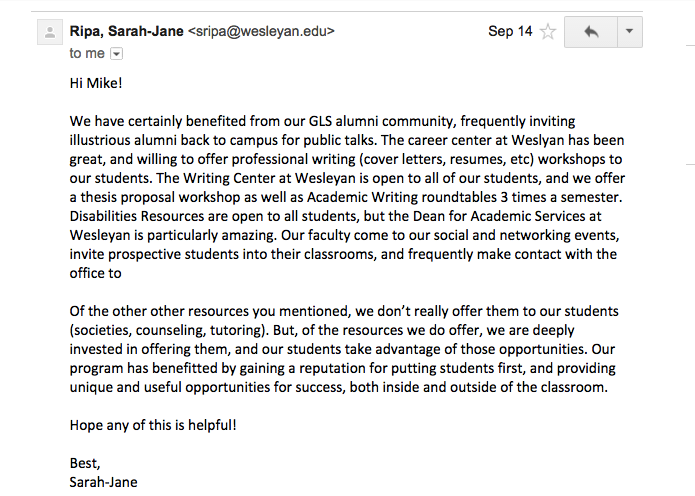 Ripa, Sarah-Jane <sripa@wesleyan.edu> Sep 14
to me
Hi Mike!
We have certainly benefited from our GLS alumni community, frequently inviting
illustrious alumni back to campus for public talks. The career center at Weslyan has been
great, and willing to offer professional writing (cover letters, resumes, etc) workshops to
our students. The Writing Center at Wesleyan is open to all of our students, and we offer
a thesis proposal workshop as well as Academic Writing roundtables 3 times a semester.
Disabilities Resources are open to all students, but the Dean for Academic Services at
Wesleyan is particularly amazing. Our faculty come to our social and networking events,
invite prospective students into their classrooms, and frequently make contact with the
office to
Of the other other resources you mentioned, we don’t really offer them to our students
(societies, counseling, tutoring). But, of the resources we do offer, we are deeply
invested in offering them, and our students take advantage of those opportunities. Our
program has benefitted by gaining a reputation for putting students first, and providing
unique and useful opportunities for success, both inside and outside of the classroom.
Hope any of this is helpful!
Best,
Sarah-Jane